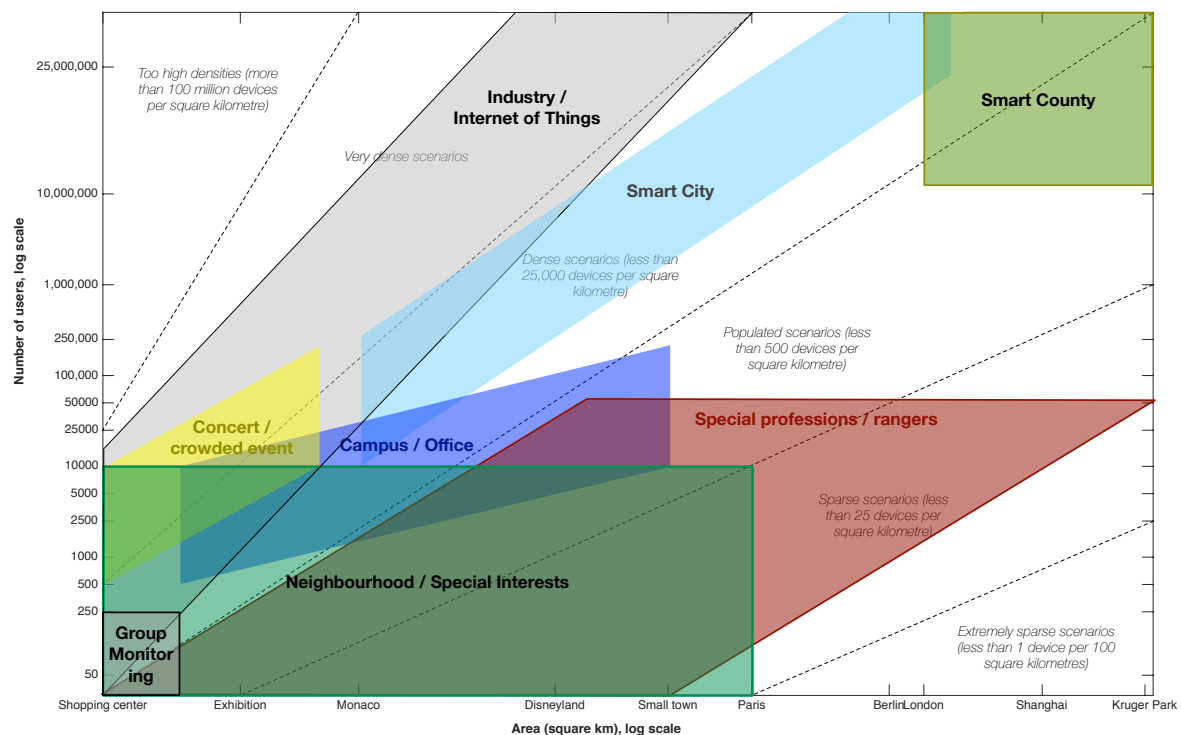 Too high densities (more
than 100 million devices
per square kilometre)
Industry /
Internet of Things
Very dense scenarios
Smart County
Smart City
Dense scenarios (less than
25,000 devices per square
kilometre)
Populated scenarios (less
than 500 devices per
square kilometre)
Concert /
crowded event
Campus / Office
Special professions / rangers
Sparse scenarios (less
than 25 devices per
square kilometre)
Neighbourhood / Special Interests
Group
Monitor
ing
Extremely sparse scenarios
(less than 1 device per 100
square kilometres)
Number of users, log scale
25,000,000
10,000,000
1,000,000
250,000
100,000
50000
25000
10000
5000
2500
1000
500
250
50
Shopping center
Exhibition
Monaco
Disneyland
Small town
Paris
Berlin
London
Shanghai
Kruger Park
Area (square km), log scale